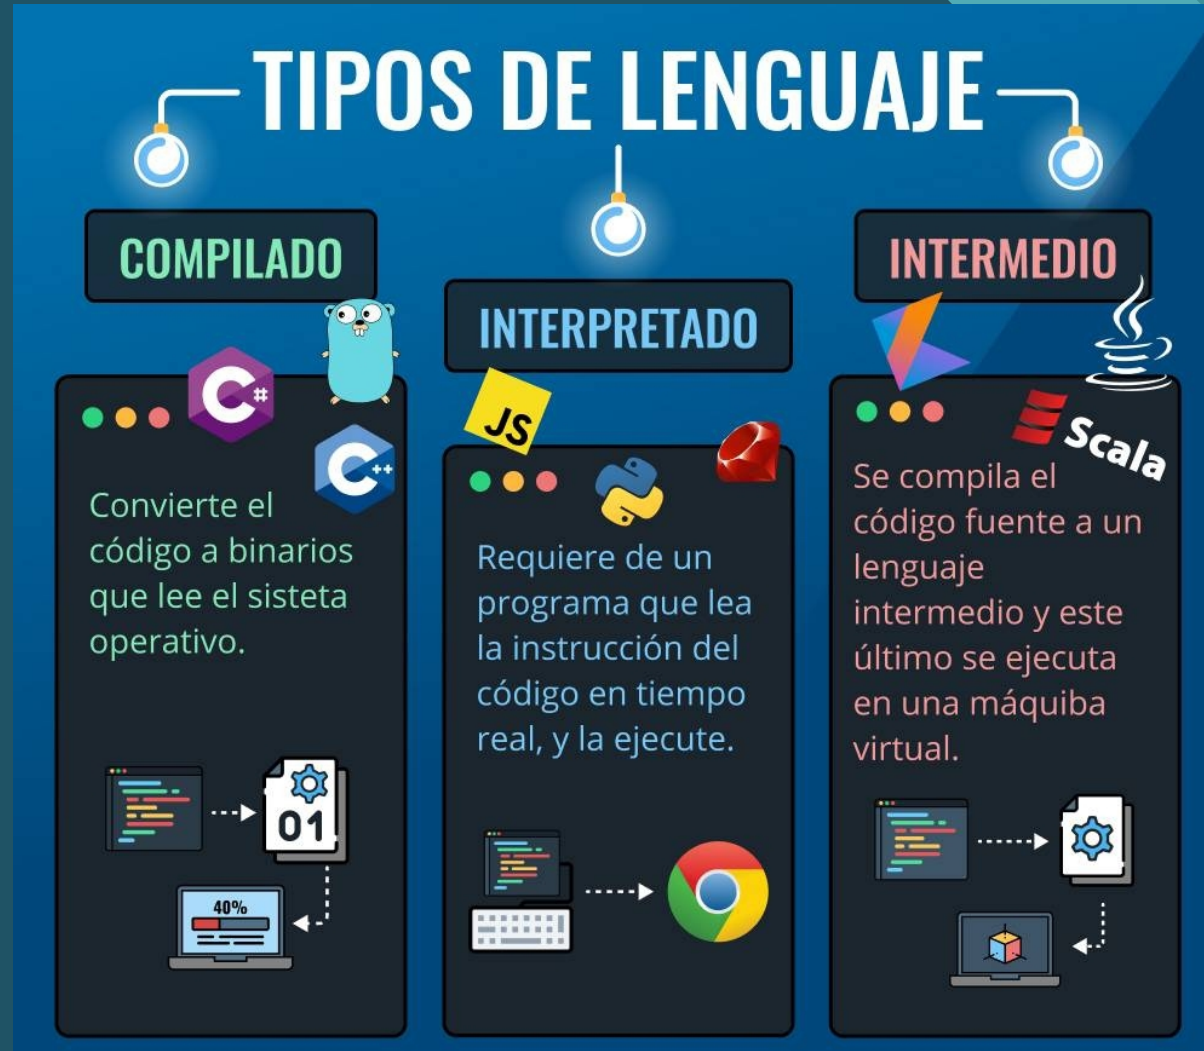 TIPOS DE LENGUAJE
COMPILADO
C#
C++
Convierte el
código a binarios
que lee el sisteta
operativo.
01
40%
INTERPRETADO
JS
Requiere de un
programa que lea
la instrucción del
código en tiempo
real, y la ejecute.
INTERMEDIO
Scala
Se compila el
código fuente a un
lenguaje
intermedio y este
último se ejecuta
en una máquiba
virtual.